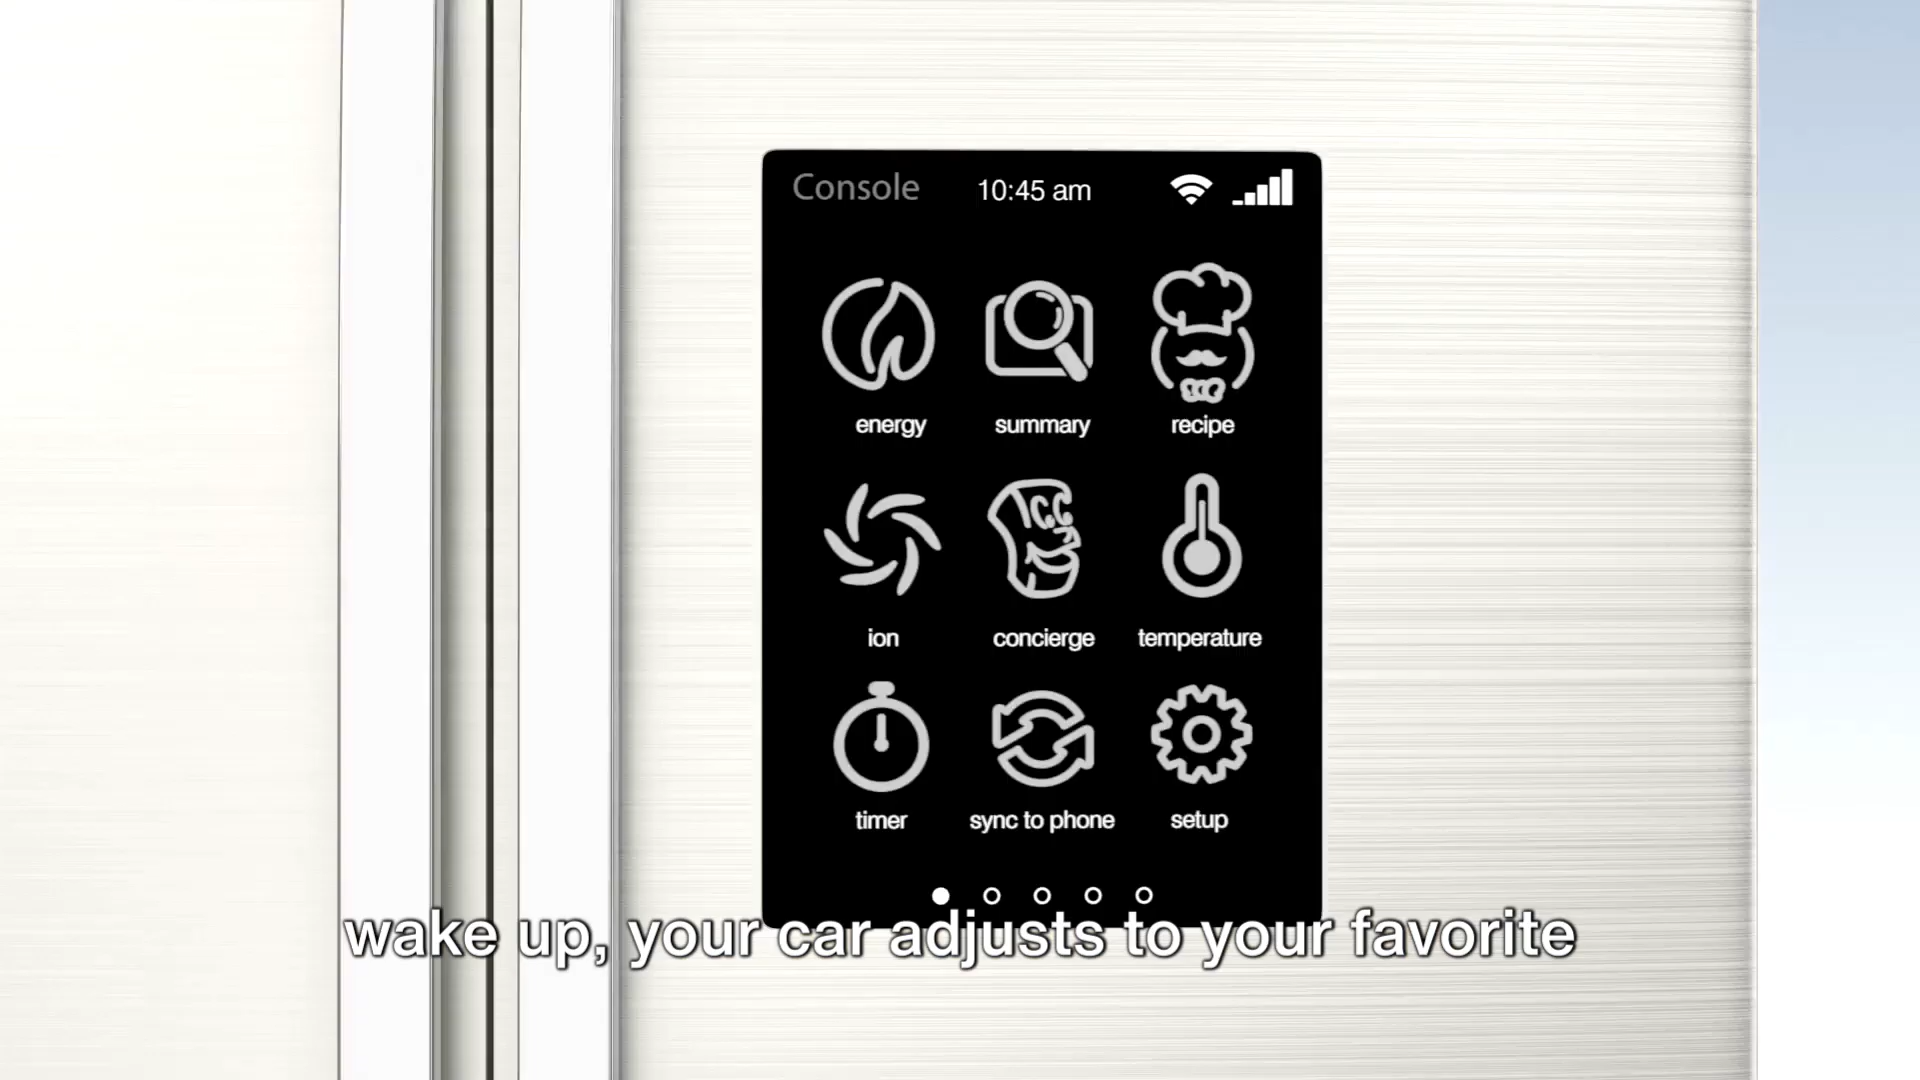 Console 10:45 am
energy summary recipe
ion concierge temperature
timer sync to phone setup
wake up, your car adjusts to your favorite